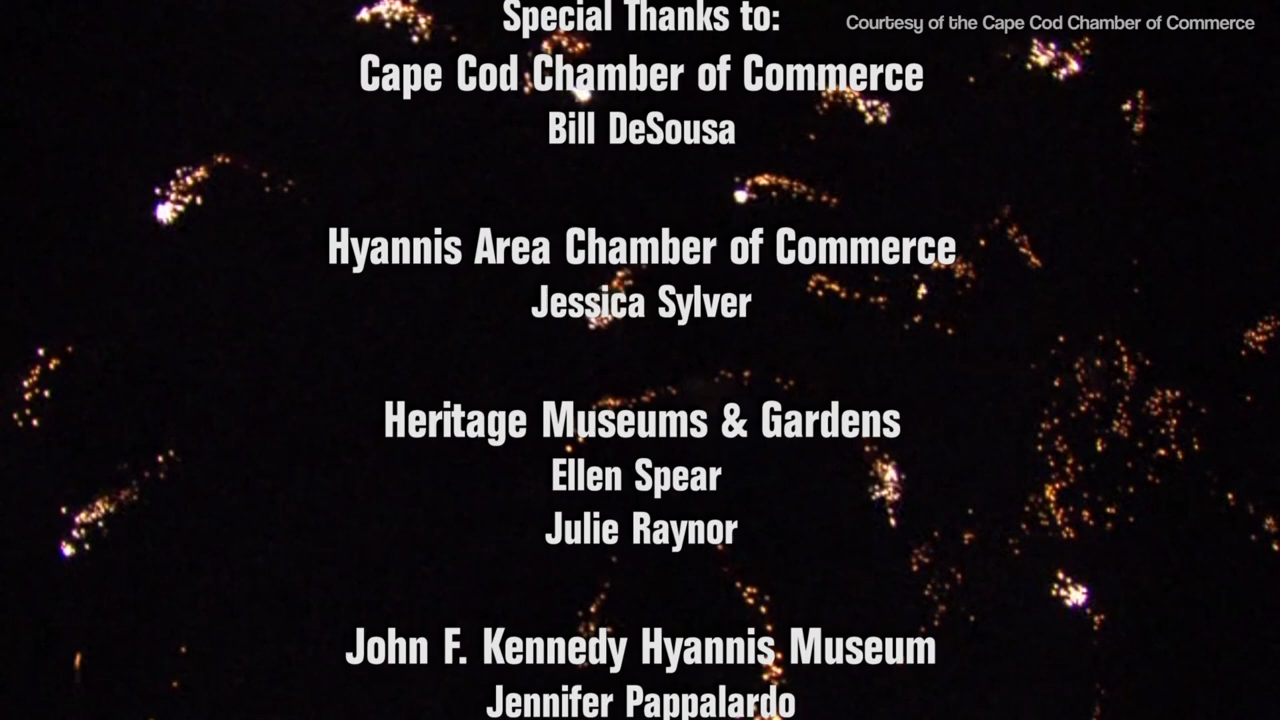 Special Thanks to:
Courtesy of the Cape Cod Chamber of Commerce
Cape Cod Chamber of Commerce
Bill DeSousa
Hyannis Area Chamber of Commerce
Jessica Sylver
Heritage Museums & Gardens
Ellen Spear
Julie Raynor
John F. Kennedy Hyannis Museum
Jennifer Pappalardo